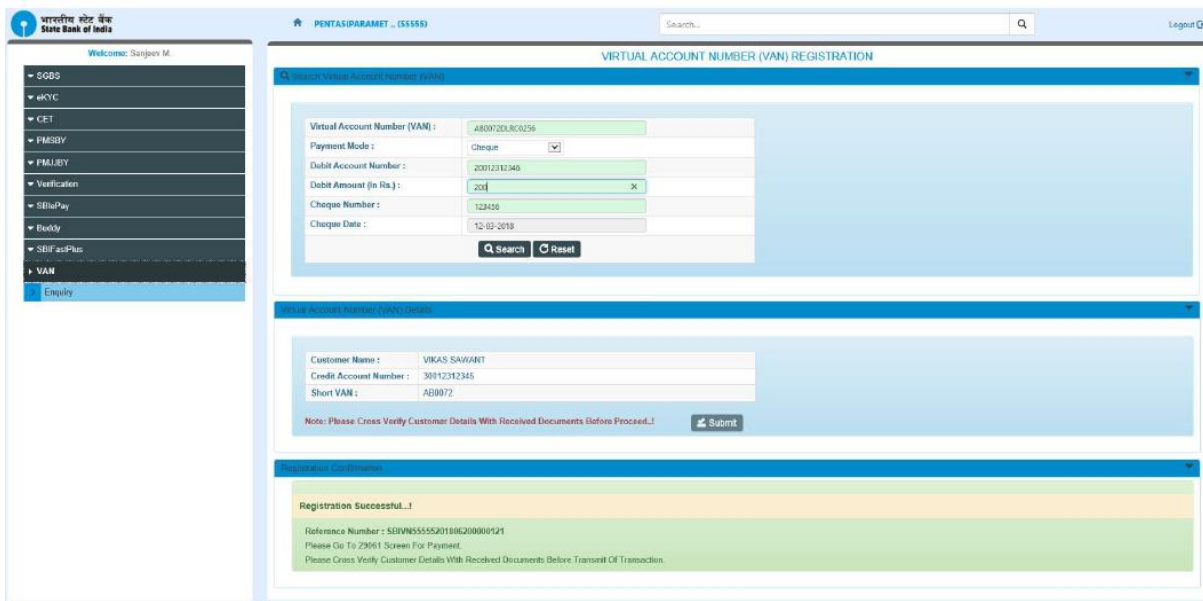 भारतीय स्टेट बैंक
State Bank of India
PENTAS(PARAMET .. (55555)
Search...
Logout
Welcome: Sanjeev M.
SGBS
eKYC
CET
PMSBY
PMJJBY
Verification
SBIePay
Buddy
SBIFastPlus
VAN
Enquiry
VIRTUAL ACCOUNT NUMBER (VAN) REGISTRATION
Search Virtual Account Number (VAN)
Virtual Account Number (VAN) : AB0072DLRC0256
Payment Mode : Cheque
Debit Account Number : 20012312346
Debit Amount (in Rs.) : 200
Cheque Number : 123456
Cheque Date : 12-03-2018
Search Reset
Virtual Account Number (VAN) Details
Customer Name : VIKAS SAWANT
Credit Account Number : 30012312345
Short VAN : AB0072
Note: Please Cross Verify Customer Details With Received Documents Before Proceed..!
Submit
Registration Confirmation
Registration Successful...!
Reference Number : SBIVN55555201806200000121
Please Go To 29061 Screen For Payment.
Please Cross Verify Customer Details With Received Documents Before Transmit Of Transaction.